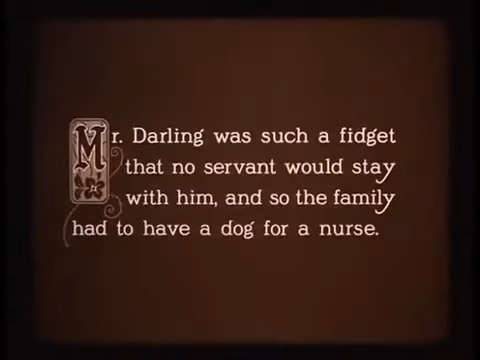 Mr. Darling was such a fidget
that no servant would stay
with him, and so the family
had to have a dog for a nurse.